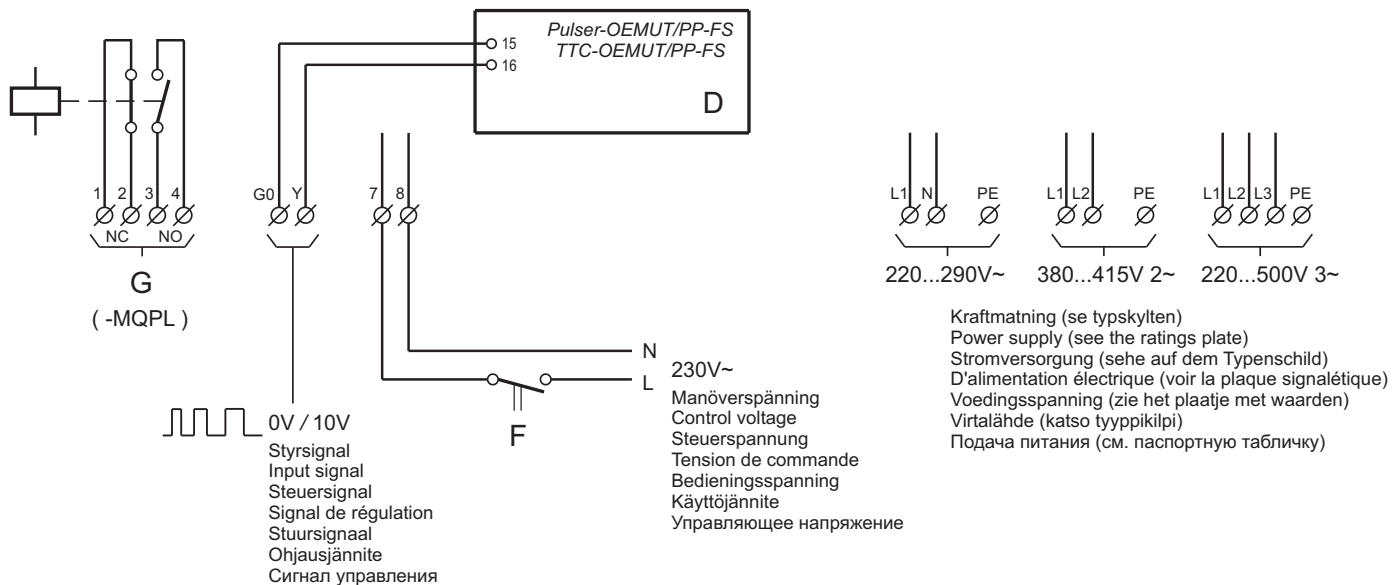 Pulser-OEMUT/PP-FS
TTC-OEMUT/PP-FS
15
16
D
1 2 3 4
NC NO
G
( -MQPL )
G0 Y
7 8
0V / 10V
Styrsignal
Input signal
Steuersignal
Signal de régulation
Stuursignaal
Ohjausjännite
Сигнал управления
F
N
L
230V~
Manöverspänning
Control voltage
Steuerspannung
Tension de commande
Bedieningsspanning
Käyttöjännite
Управляющее напряжение
L1 N PE
220...290V~
L1 L2 PE
380...415V 2~
L1 L2 L3 PE
220...500V 3~
Kraftmatning (se typskylten)
Power supply (see the ratings plate)
Stromversorgung (sehe auf dem Typenschild)
D'alimentation électrique (voir la plaque signalétique)
Voedingsspanning (zie het plaatje met waarden)
Virtalähde (katso tyyppikilpi)
Подача питания (см. паспортную табличку)